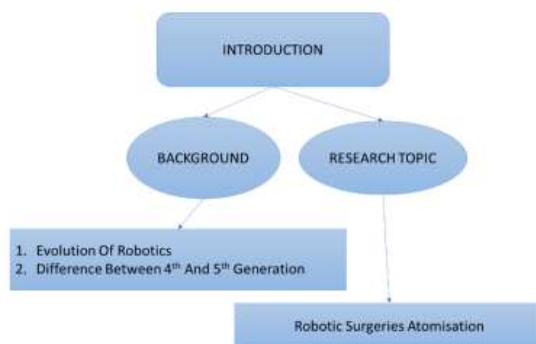 INTRODUCTION
BACKGROUND
RESEARCH TOPIC
1. Evolution Of Robotics
2. Difference Between 4th And 5th Generation
Robotic Surgeries Atomisation